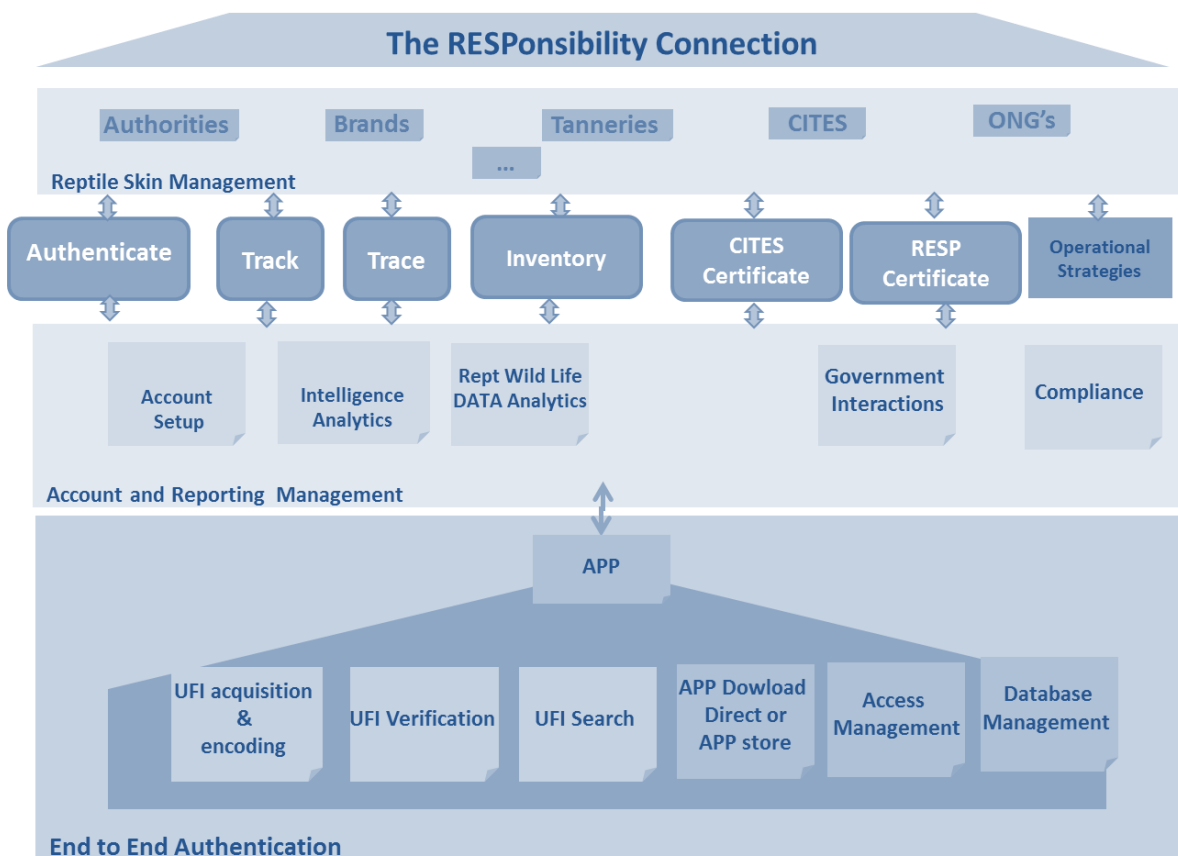 The RESPonsibility Connection
Authorities
Brands
Tanneries
CITES
ONG's
...
Reptile Skin Management
Authenticate
Track
Trace
Inventory
CITES
Certificate
RESP
Certificate
Operational
Strategies
Account
Setup
Intelligence
Analytics
Rept Wild Life
DATA Analytics
Government
Interactions
Compliance
Account and Reporting Management
APP
UFI acquisition
&
encoding
UFI Verification
UFI Search
APP Dowload
Direct or
APP store
Access
Management
Database
Management
End to End Authentication